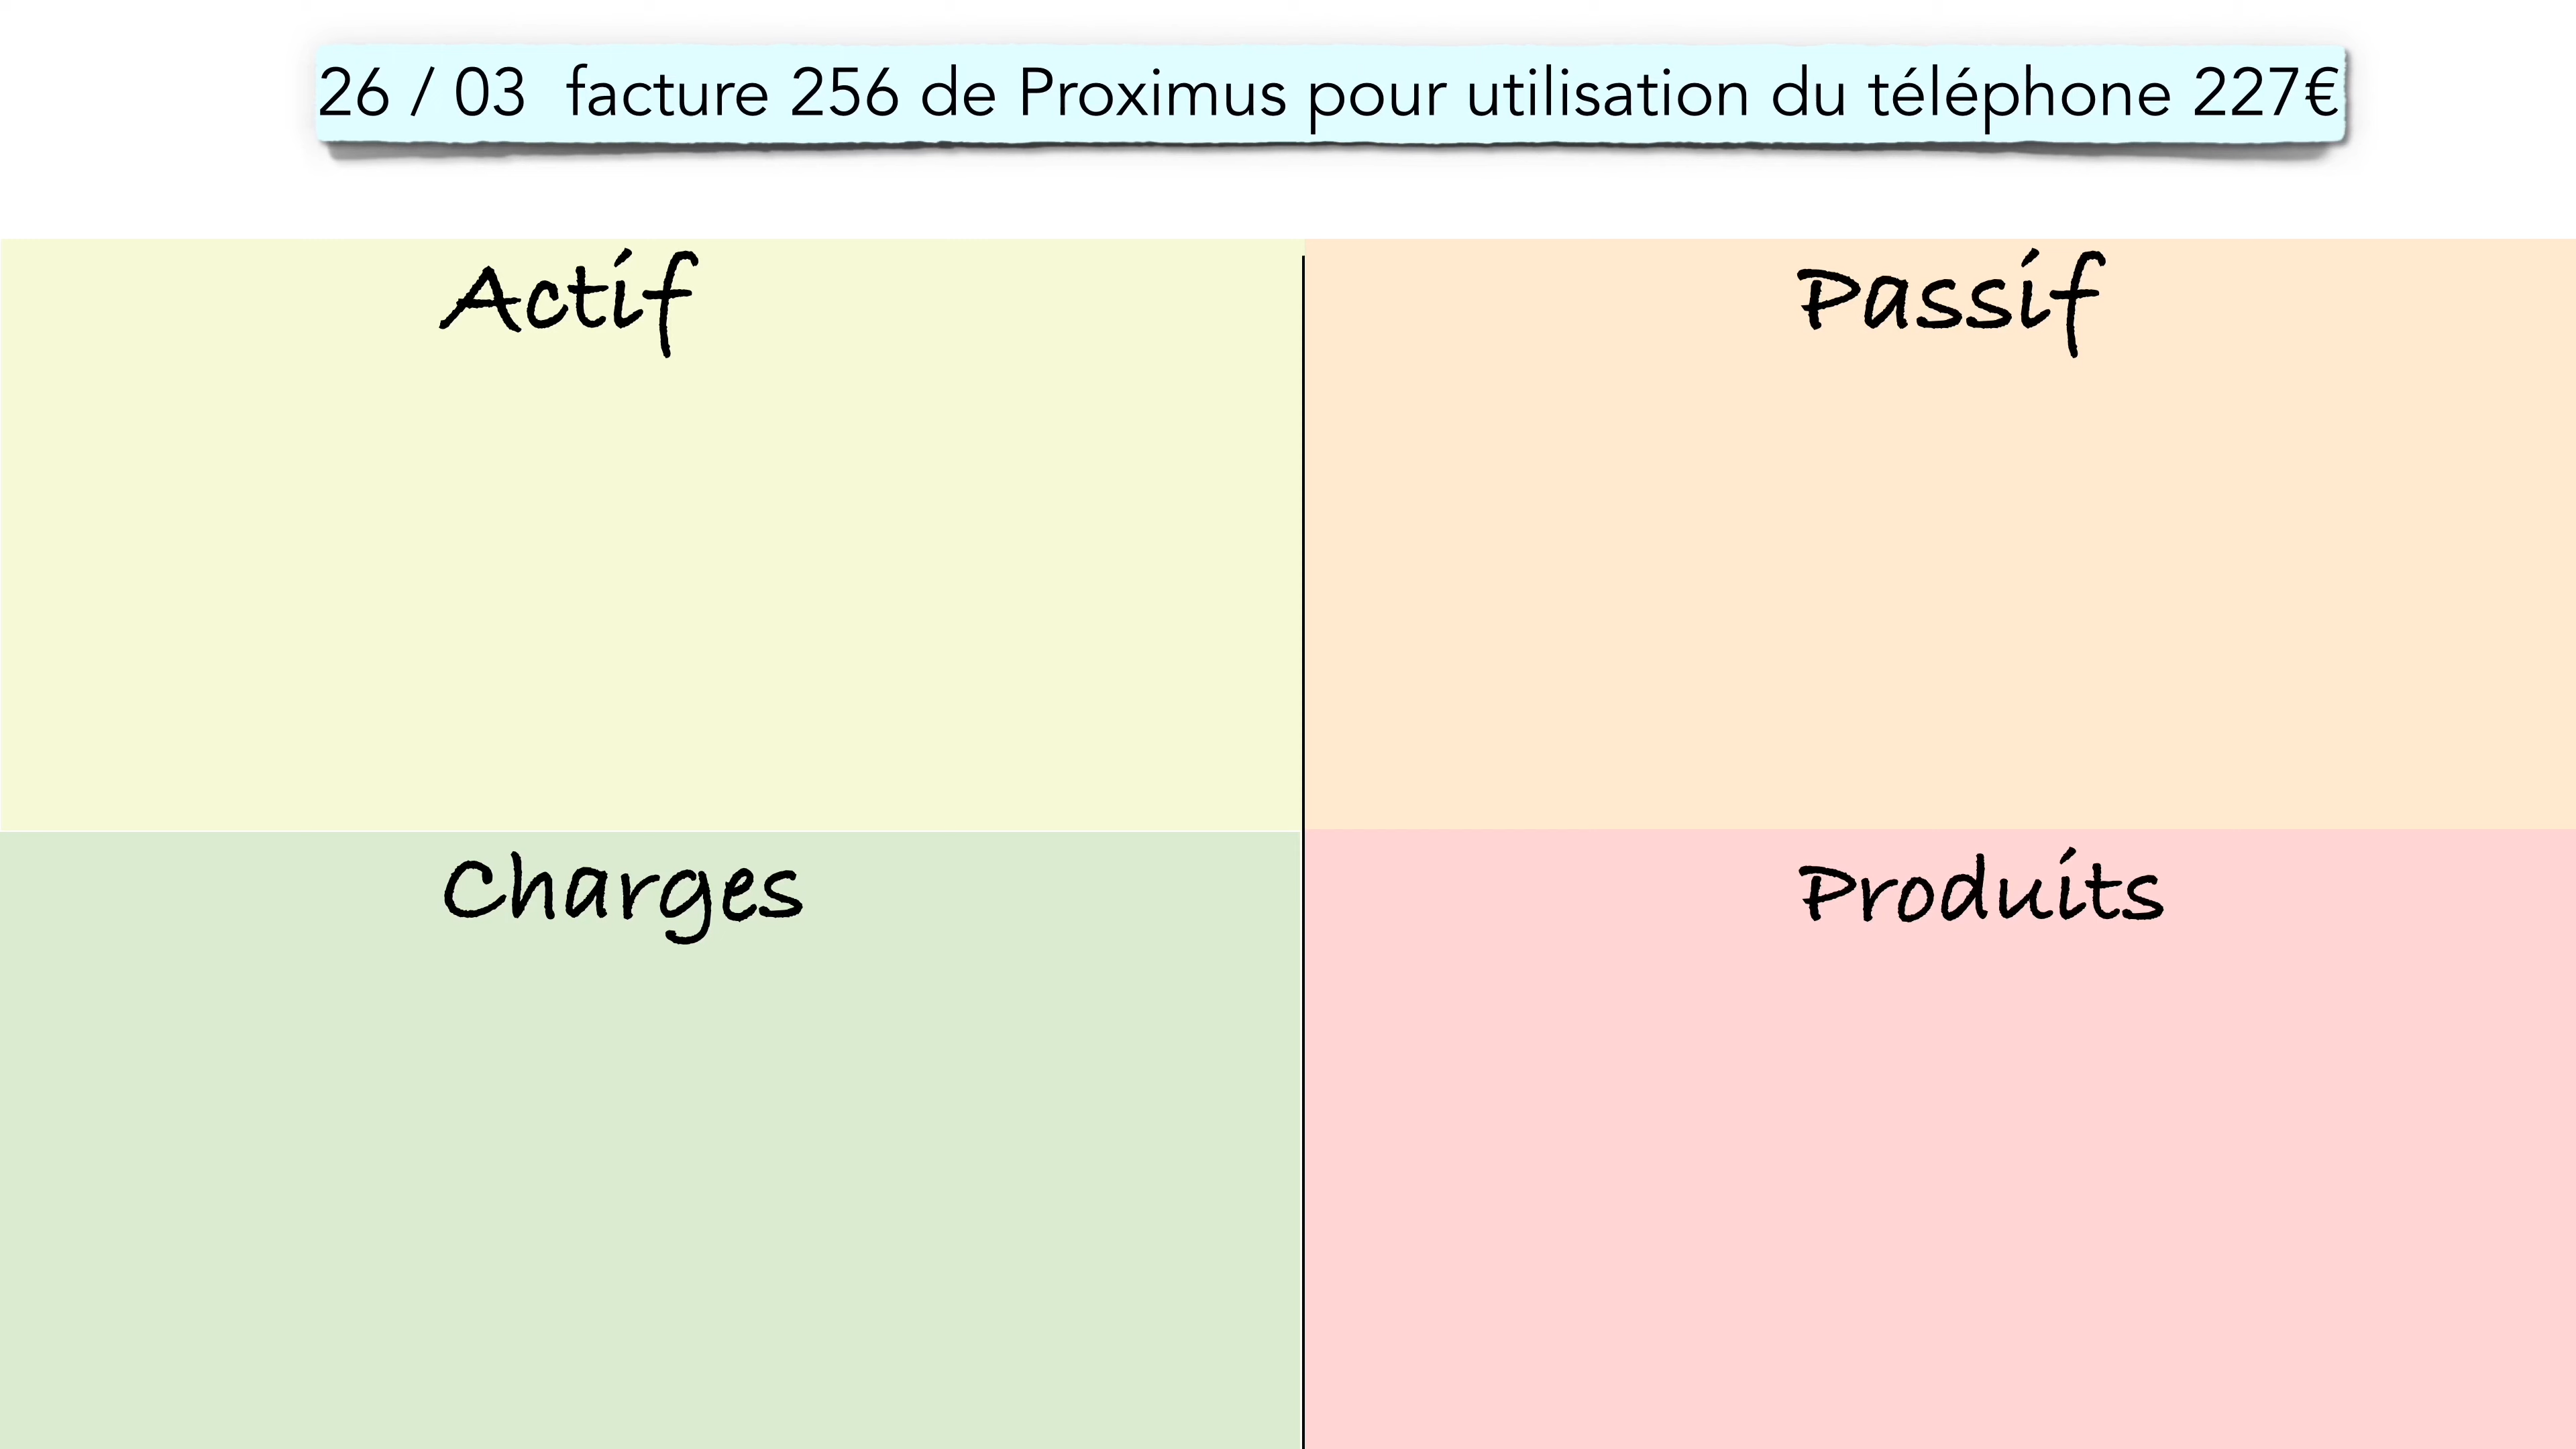 26 / 03  facture 256 de Proximus pour utilisation du téléphone 227€
Actif
Passif
Charges
Produits